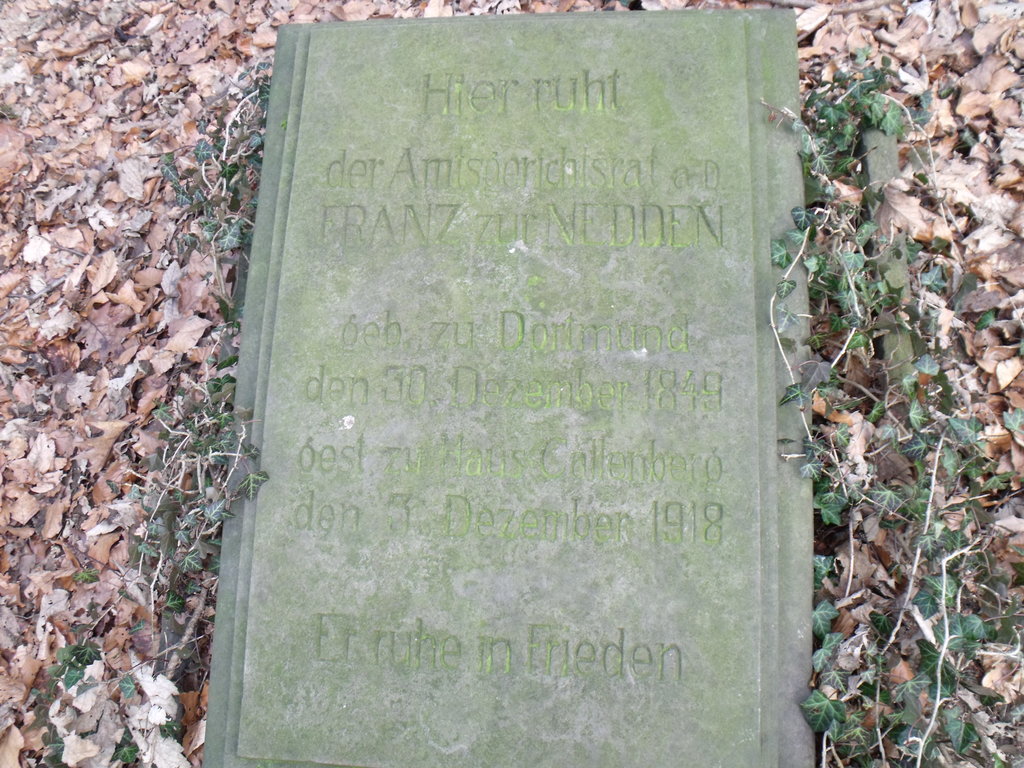 Hier ruht
der Amtsgerichtsrat a.D.
FRANZ zur NEDDEN
geb. zu Dortmund
den 30. Dezember 1849
gest zu Haus Callenberg
den 3. Dezember 1918
Er ruhe in Frieden